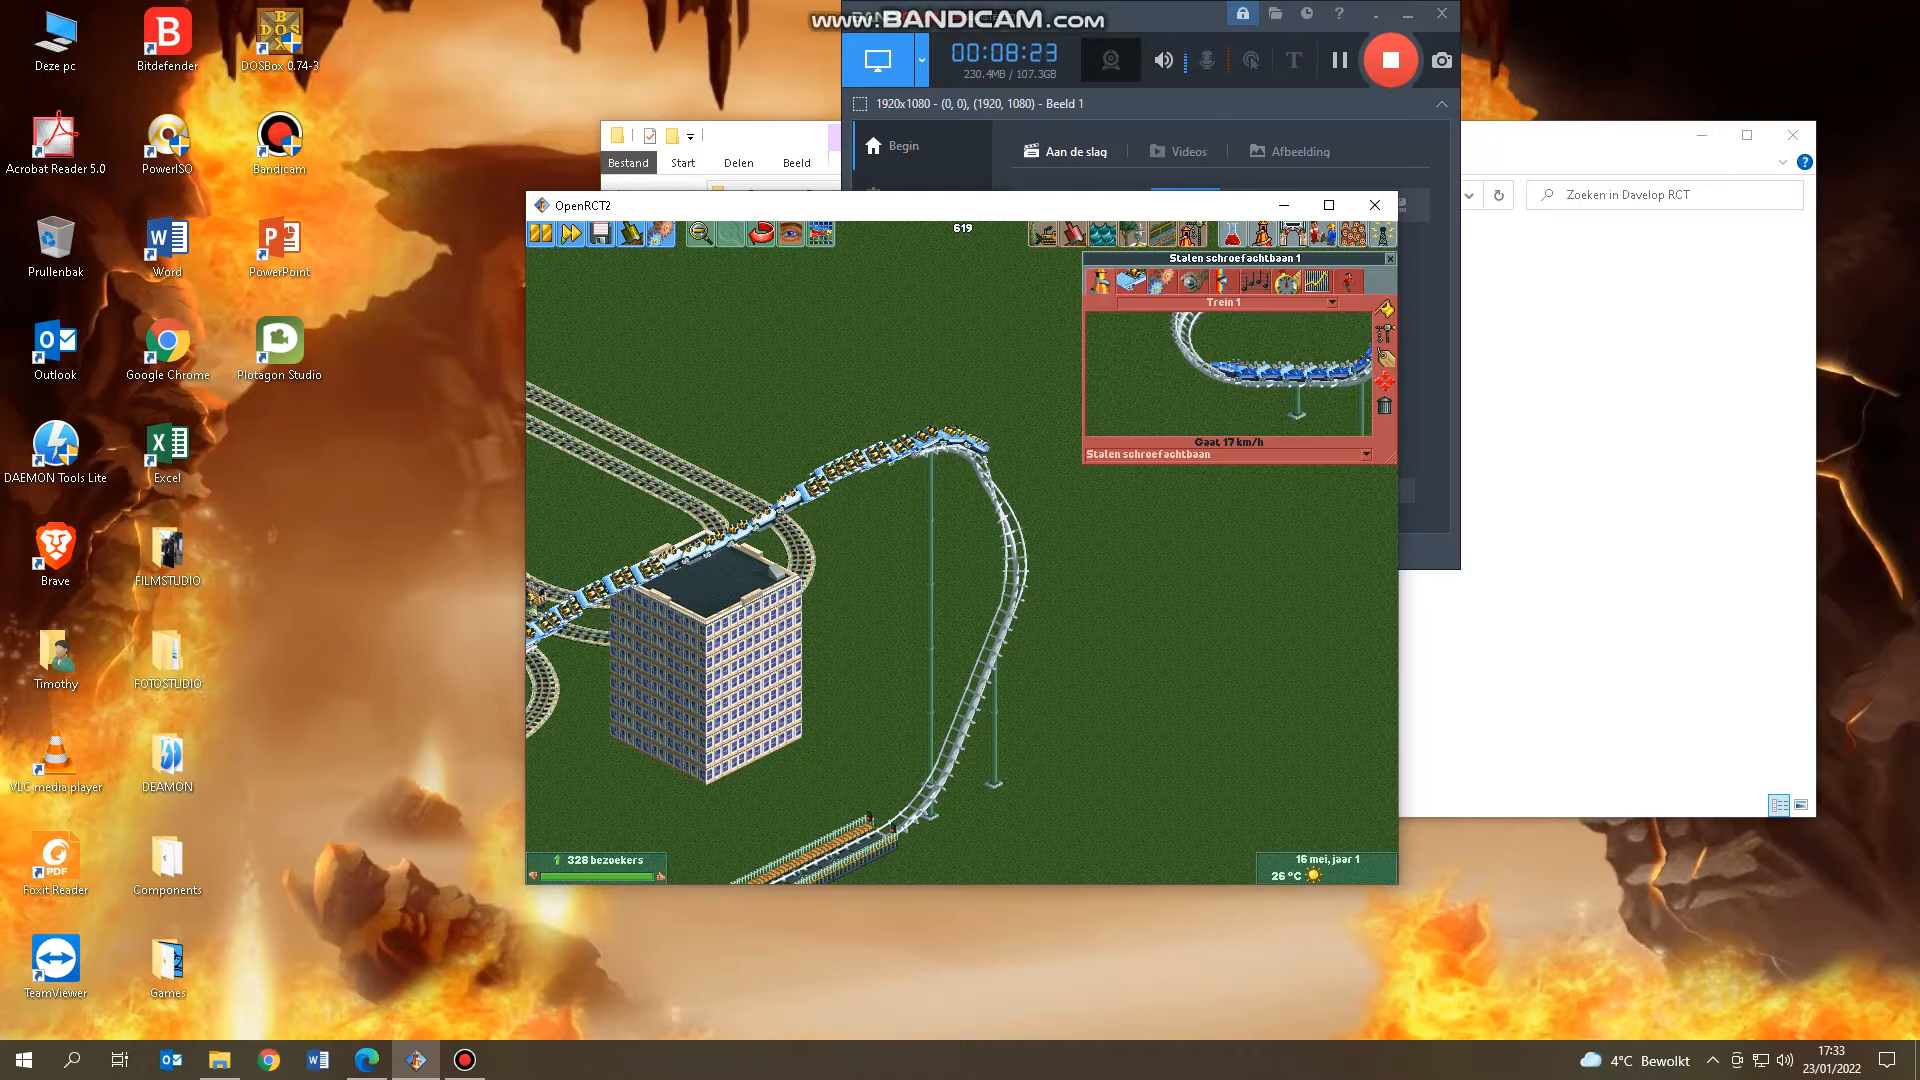 www.BANDICAM.com
00:08:23
230.4MB / 107.3GB
1920x1080 - (0, 0), (1920, 1080) - Beeld 1
Begin
Aan de slag
Videos
Afbeelding
Bestand
Start
Delen
Beeld
Zoeken in Davelop RCT
OpenRCT2
619
Stalen schroefachtbaan 1
Trein 1
Gaat 17 km/h
Stalen schroefachtbaan
328 bezoekers
16 mei, jaar 1
26 °C
Deze pc
Bitdefender
DOSBox 0.74-3
Acrobat Reader 5.0
PowerISO
Bandicam
Prullenbak
Word
PowerPoint
Outlook
Google Chrome
Plotagon Studio
DAEMON Tools Lite
Excel
Brave
FILMSTUDIO
Timothy
FOTOSTUDIO
VLC media player
DEAMON
Foxit Reader
Components
TeamViewer
Games
4°C Bewolkt
17:33
23/01/2022